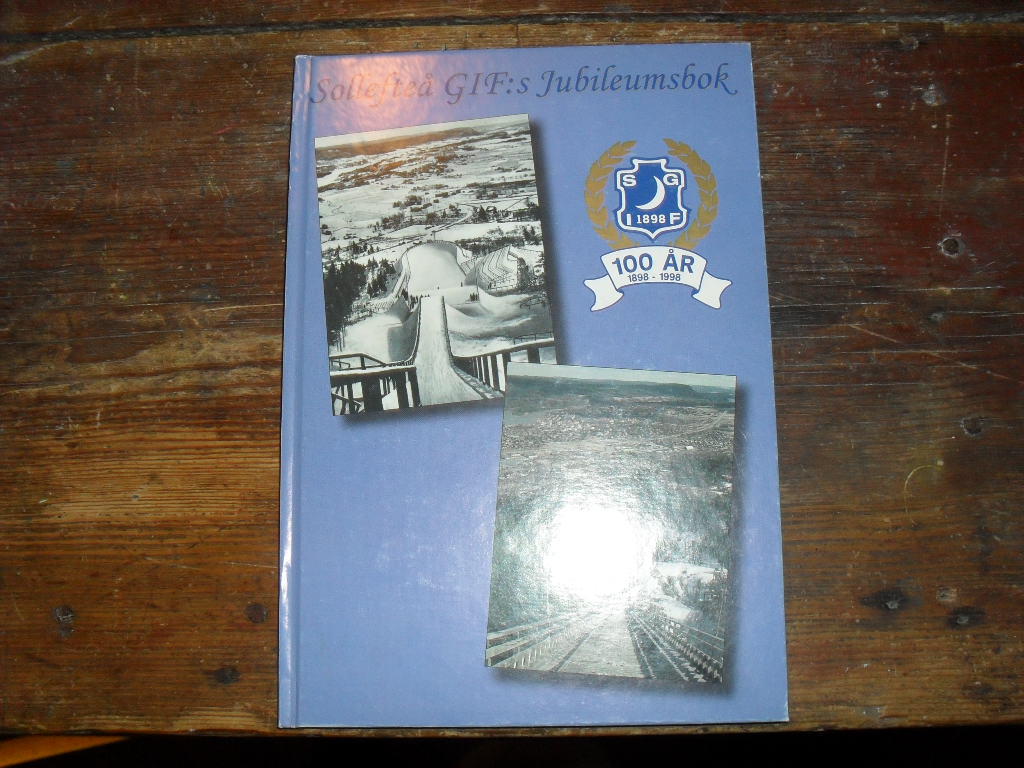 Sollefteå GIF:s Jubileumsbok
S G
I 1898 F
100 ÅR
1898 - 1998